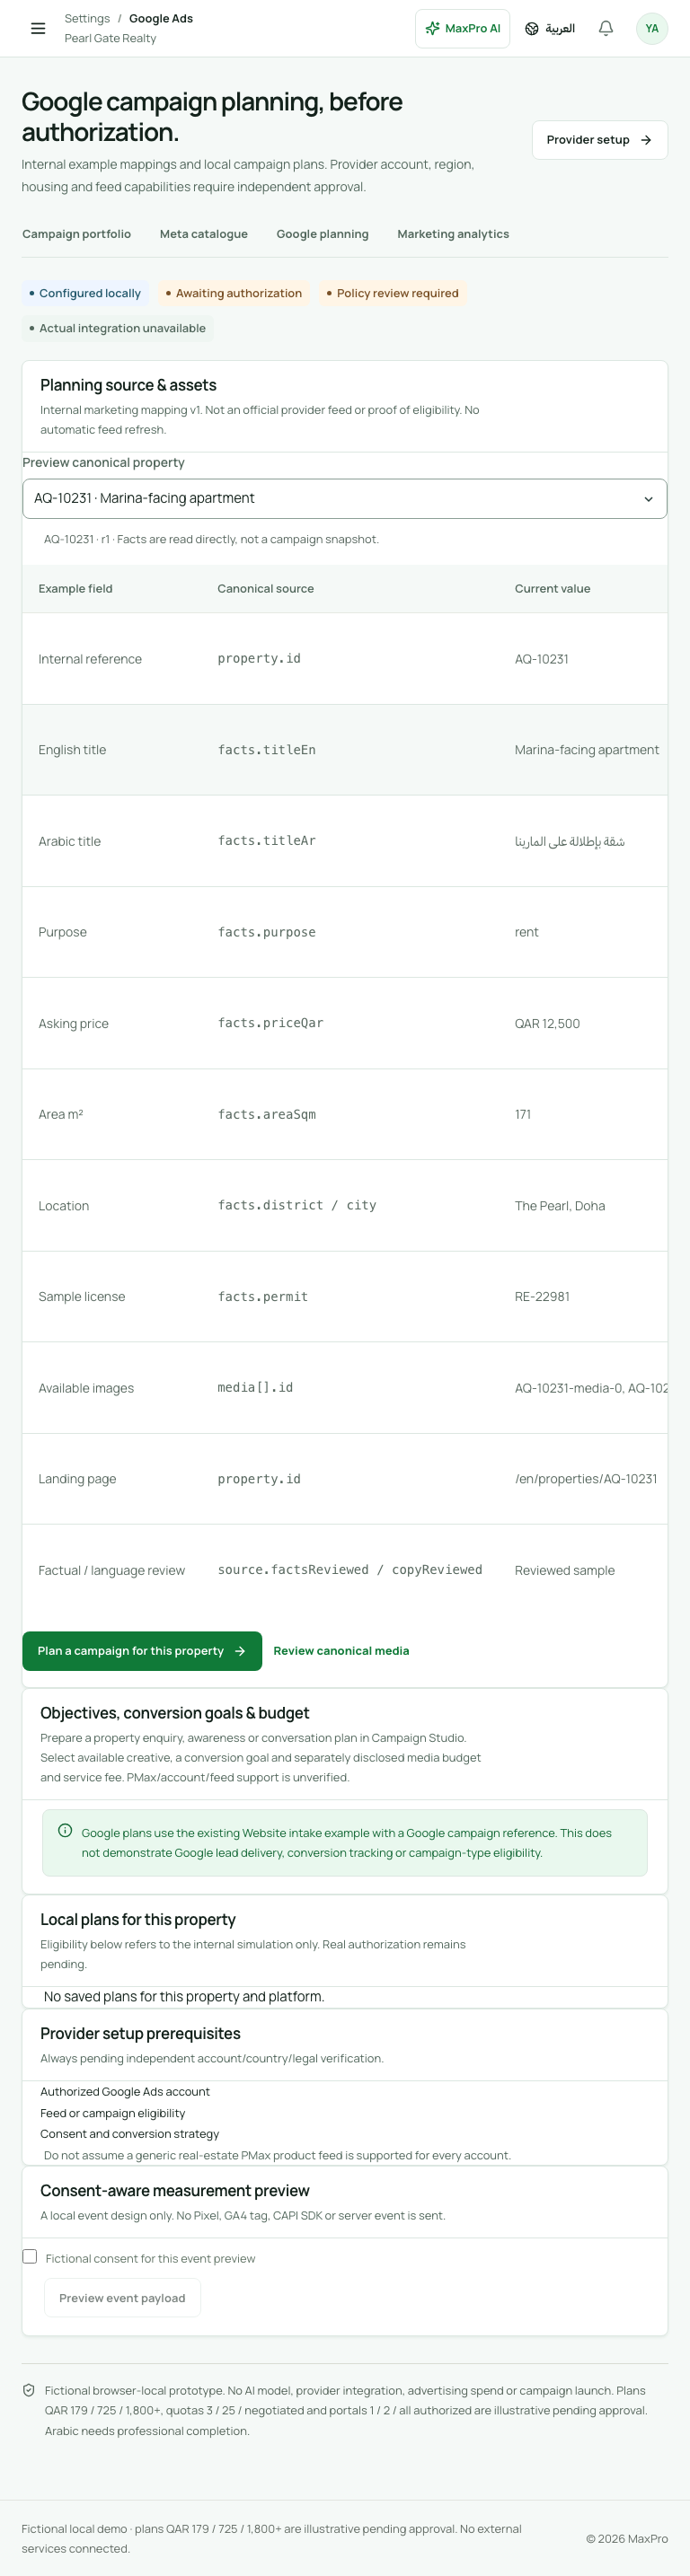 Settings / Google Ads
Pearl Gate Realty
MaxPro AI
العربية
YA
Google campaign planning, before
authorization.
Internal example mappings and local campaign plans. Provider account, region,
housing and feed capabilities require independent approval.
Provider setup
Campaign portfolio Meta catalogue Google planning Marketing analytics
Configured locally Awaiting authorization Policy review required
Actual integration unavailable
Planning source & assets
Internal marketing mapping v1. Not an official provider feed or proof of eligibility. No
automatic feed refresh.
Preview canonical property
AQ-10231 · Marina-facing apartment
AQ-10231 · r1 · Facts are read directly, not a campaign snapshot.
Example field Canonical source Current value
Internal reference property.id AQ-10231
English title facts.titleEn Marina-facing apartment
Arabic title facts.titleAr شقة بإطلالة على المارينا
Purpose facts.purpose rent
Asking price facts.priceQar QAR 12,500
Area m² facts.areaSqm 171
Location facts.district / city The Pearl, Doha
Sample license facts.permit RE-22981
Available images media[].id AQ-10231-media-0, AQ-102
Landing page property.id /en/properties/AQ-10231
Factual / language review source.factsReviewed / copyReviewed Reviewed sample
Plan a campaign for this property Review canonical media
Objectives, conversion goals & budget
Prepare a property enquiry, awareness or conversation plan in Campaign Studio.
Select available creative, a conversion goal and separately disclosed media budget
and service fee. PMax/account/feed support is unverified.
Google plans use the existing Website intake example with a Google campaign reference. This does
not demonstrate Google lead delivery, conversion tracking or campaign-type eligibility.
Local plans for this property
Eligibility below refers to the internal simulation only. Real authorization remains
pending.
No saved plans for this property and platform.
Provider setup prerequisites
Always pending independent account/country/legal verification.
Authorized Google Ads account
Feed or campaign eligibility
Consent and conversion strategy
Do not assume a generic real-estate PMax product feed is supported for every account.
Consent-aware measurement preview
A local event design only. No Pixel, GA4 tag, CAPI SDK or server event is sent.
Fictional consent for this event preview
Preview event payload
Fictional browser-local prototype. No AI model, provider integration, advertising spend or campaign launch. Plans
QAR 179 / 725 / 1,800+, quotas 3 / 25 / negotiated and portals 1 / 2 / all authorized are illustrative pending approval.
Arabic needs professional completion.
Fictional local demo · plans QAR 179 / 725 / 1,800+ are illustrative pending approval. No external
services connected.
© 2026 MaxPro